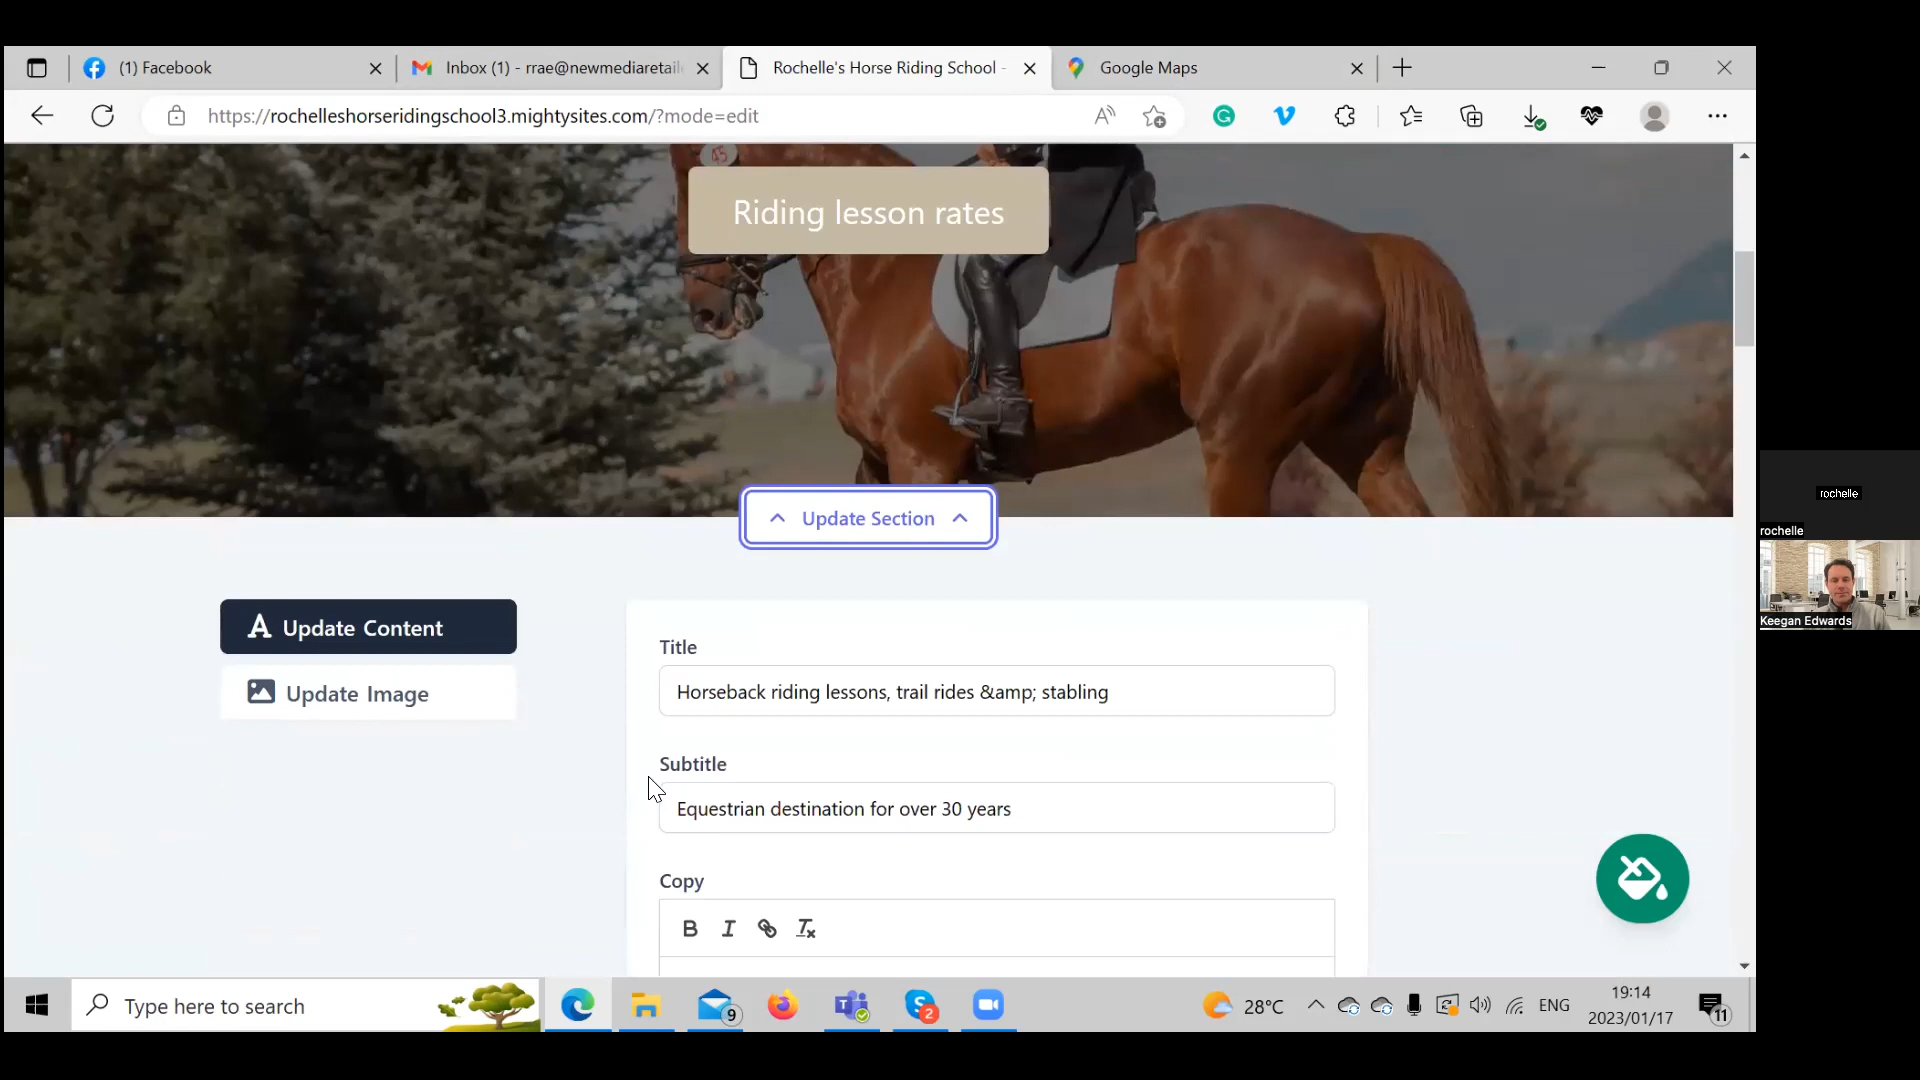 (1) Facebook
Inbox (1) - rrae@newmediaretail
Rochelle's Horse Riding School -
Google Maps
https://rochelleshorseridingschool3.mightysites.com/?mode=edit
45
Riding lesson rates
Update Section
Update Content
Update Image
Title
Horseback riding lessons, trail rides &amp; stabling
Subtitle
Equestrian destination for over 30 years
Copy
B I
rochelle
rochelle
Keegan Edwards
Type here to search
9
2
28°C
ENG
19:14
2023/01/17
11